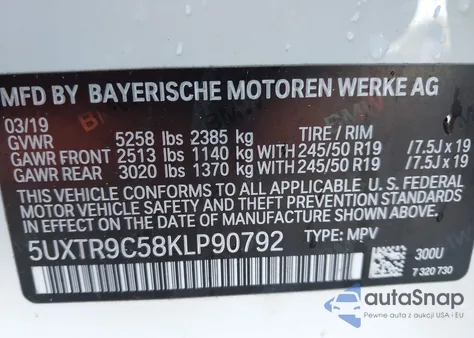 MFD BY BAYERISCHE MOTOREN WERKE AG
03/19
GVWR 5258 lbs 2385 kg TIRE / RIM
GAWR FRONT 2513 lbs 1140 kg WITH 245/50 R19 /7.5J x 19
GAWR REAR 3020 lbs 1370 kg WITH 245/50 R19 /7.5J x 19
THIS VEHICLE CONFORMS TO ALL APPLICABLE U. S. FEDERAL
MOTOR VEHICLE SAFETY AND THEFT PREVENTION STANDARDS
IN EFFECT ON THE DATE OF MANUFACTURE SHOWN ABOVE.
5UXTR9C58KLP90792 TYPE: MPV
300U
7 320 730
autoSnap
Pewne auta z aukcji USA i EU